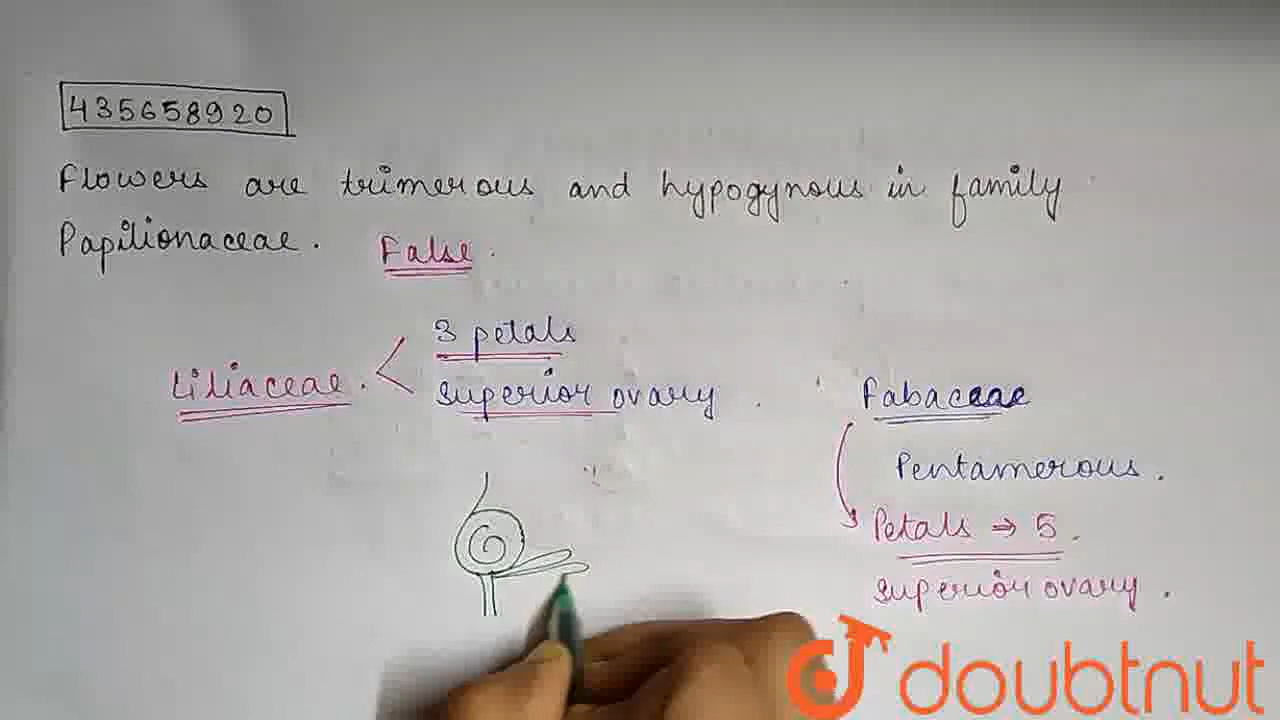 435658920
Flowers are trimerous and hypogynous in family
Papilionaceae. False.
Liliaceae.
3 petals
superior ovary.
Fabaceae
Pentamerous.
Petals ⇒ 5.
superior ovary.
doubtnut